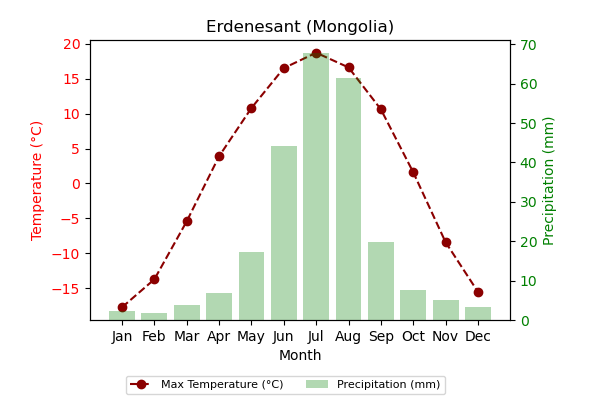 Erdenesant (Mongolia)
20
15
10
5
0
−5
−10
−15
Temperature (°C)
70
60
50
40
30
20
10
0
Precipitation (mm)
Jan Feb Mar Apr May Jun Jul Aug Sep Oct Nov Dec
Month
Max Temperature (°C) Precipitation (mm)